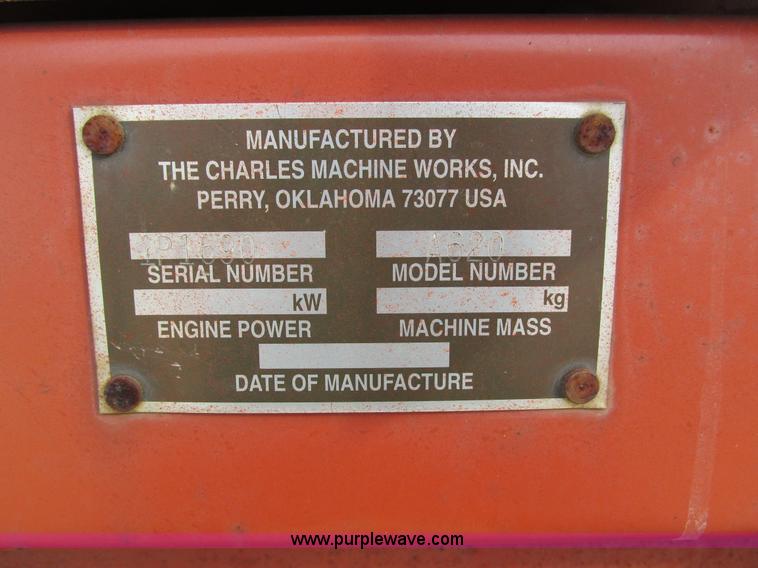 MANUFACTURED BY
THE CHARLES MACHINE WORKS, INC.
PERRY, OKLAHOMA 73077 USA
1P1690 A620
SERIAL NUMBER MODEL NUMBER
kW kg
ENGINE POWER MACHINE MASS
DATE OF MANUFACTURE
www.purplewave.com